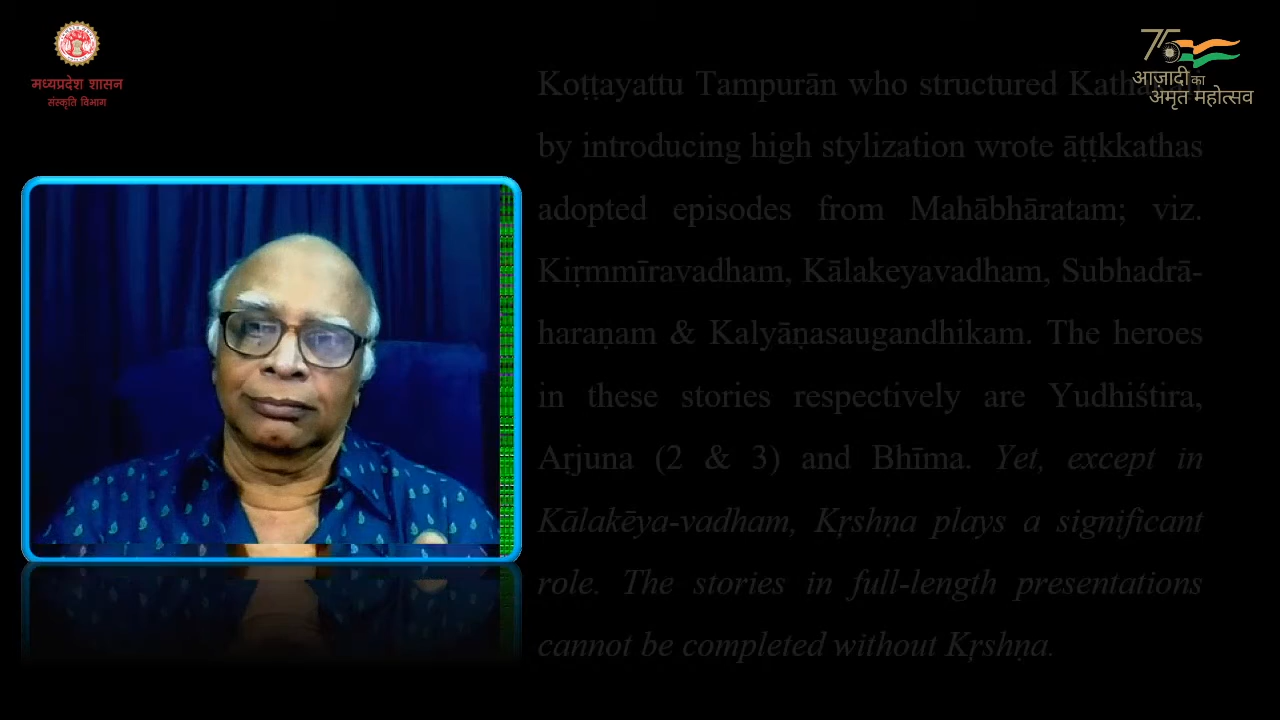 मध्यप्रदेश शासन
संस्कृति विभाग
75
आज़ादी का
अमृत महोत्सव
Koṭṭayattu Tampurān who structured
by introducing high stylization wrote āṭṭkkathas
adopted episodes from Mahābhāratam; viz.
Kiṛmmīravadham, Kālakeyavadham, Subhadrā-
haraṇam & Kalyāṇasaugandhikam. The heroes
in these stories respectively are Yudhiśtira,
Aṛjuna (2 & 3) and Bhīma. Yet, except in
Kālakēya-vadham, Kṛshṇa plays a significant
role. The stories in full-length presentations
cannot be completed without Kṛshṇa.